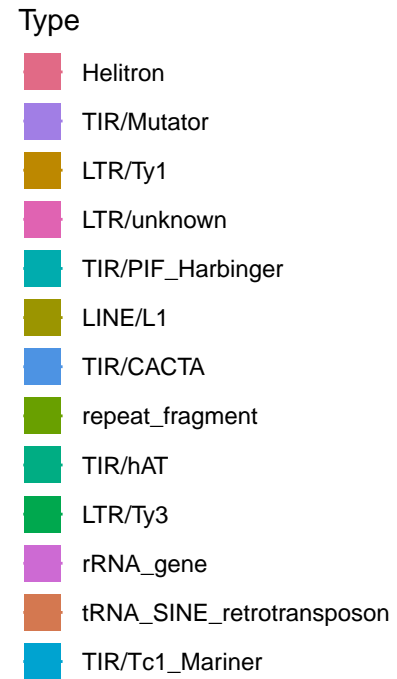 Type
Helitron
TIR/Mutator
LTR/Ty1
LTR/unknown
TIR/PIF_Harbinger
LINE/L1
TIR/CACTA
repeat_fragment
TIR/hAT
LTR/Ty3
rRNA_gene
tRNA_SINE_retrotransposon
TIR/Tc1_Mariner